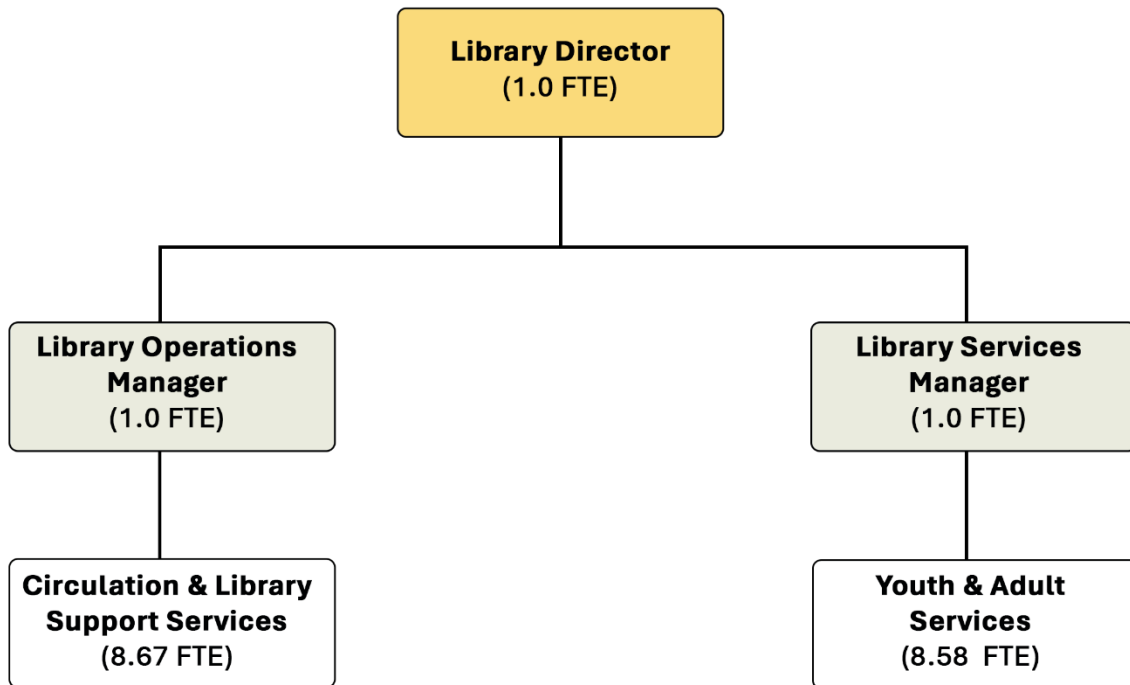 Library Director
(1.0 FTE)
Library Operations
Manager
(1.0 FTE)
Library Services
Manager
(1.0 FTE)
Circulation & Library
Support Services
(8.67 FTE)
Youth & Adult
Services
(8.58  FTE)